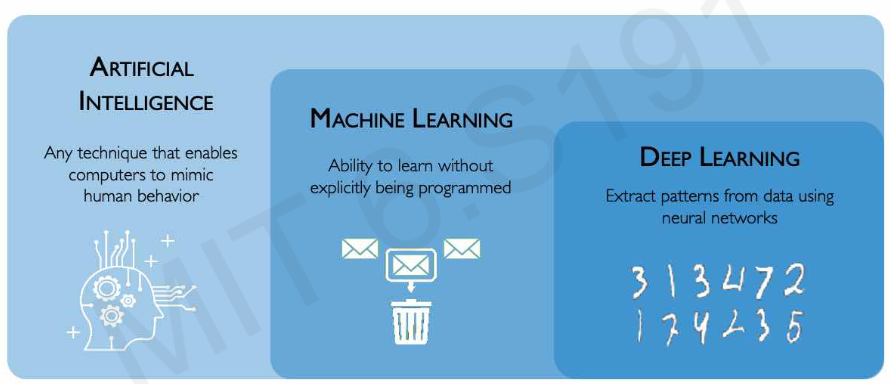 ARTIFICIAL
INTELLIGENCE
Any technique that enables
computers to mimic
human behavior
MACHINE LEARNING
Ability to learn without
explicitly being programmed
DEEP LEARNING
Extract patterns from data using
neural networks
3 1 3 4 7 2
1 7 4 2 3 5
MIT 6.S191